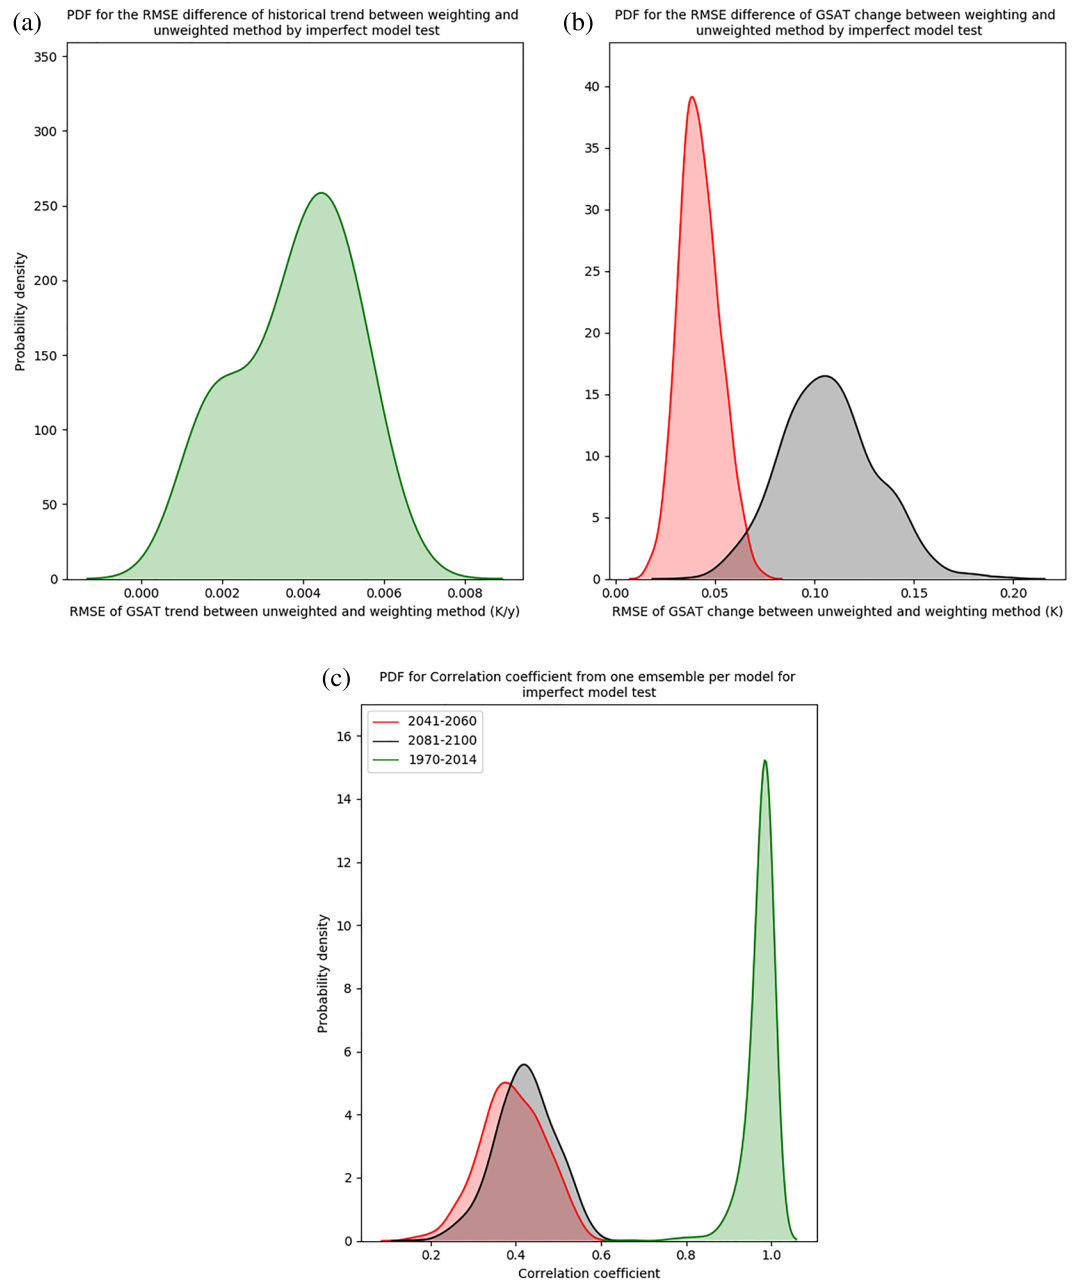 (a)
PDF for the RMSE difference of historical trend between weighting and
unweighted method by imperfect model test
350
300
250
200
150
100
50
0
Probability density
0.000 0.002 0.004 0.006 0.008
RMSE of GSAT trend between unweighted and weighting method (K/y)
(b)
PDF for the RMSE difference of GSAT change between weighting and
unweighted method by imperfect model test
40
35
30
25
20
15
10
5
0
0.00 0.05 0.10 0.15 0.20
RMSE of GSAT change between unweighted and weighting method (K)
(c)
PDF for Correlation coefficient from one emsemble per model for
imperfect model test
2041-2060
2081-2100
1970-2014
16
14
12
10
8
6
4
2
0
Probability density
0.2 0.4 0.6 0.8 1.0
Correlation coefficient